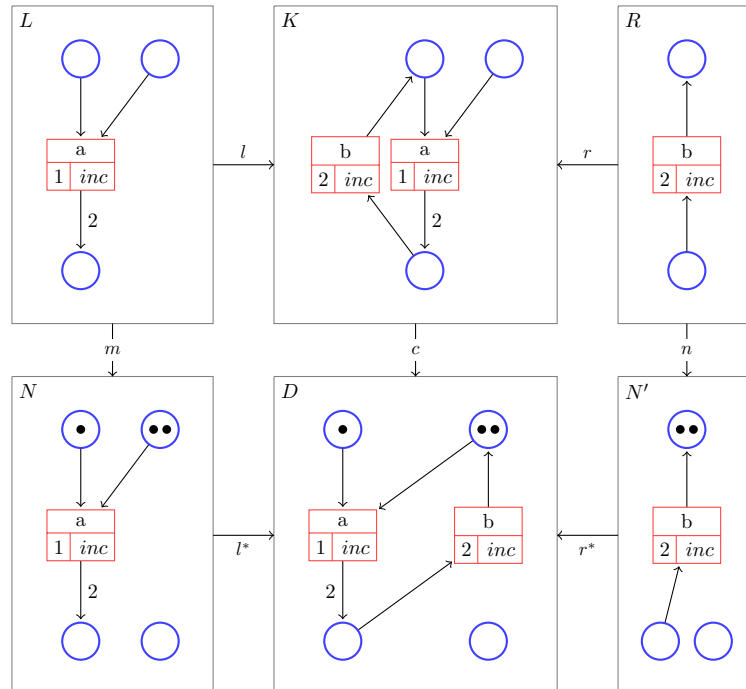 L K R
a b a b
1 inc 2 inc 1 inc 2 inc
l r
2 2
m c n
N D N′
a a b b
1 inc 1 inc 2 inc 2 inc
l* r*
2 2